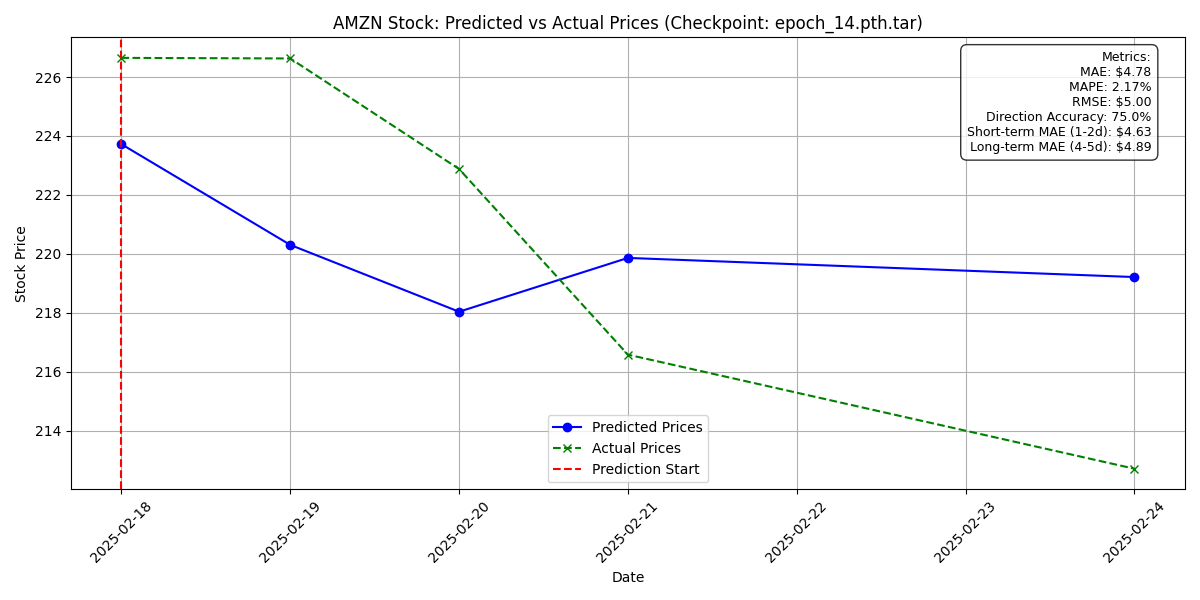 AMZN Stock: Predicted vs Actual Prices (Checkpoint: epoch_14.pth.tar)
Metrics:
MAE: $4.78
MAPE: 2.17%
RMSE: $5.00
Direction Accuracy: 75.0%
Short-term MAE (1-2d): $4.63
Long-term MAE (4-5d): $4.89
Stock Price
226
224
222
220
218
216
214
Predicted Prices
Actual Prices
Prediction Start
2025-02-18
2025-02-19
2025-02-20
2025-02-21
2025-02-22
2025-02-23
2025-02-24
Date